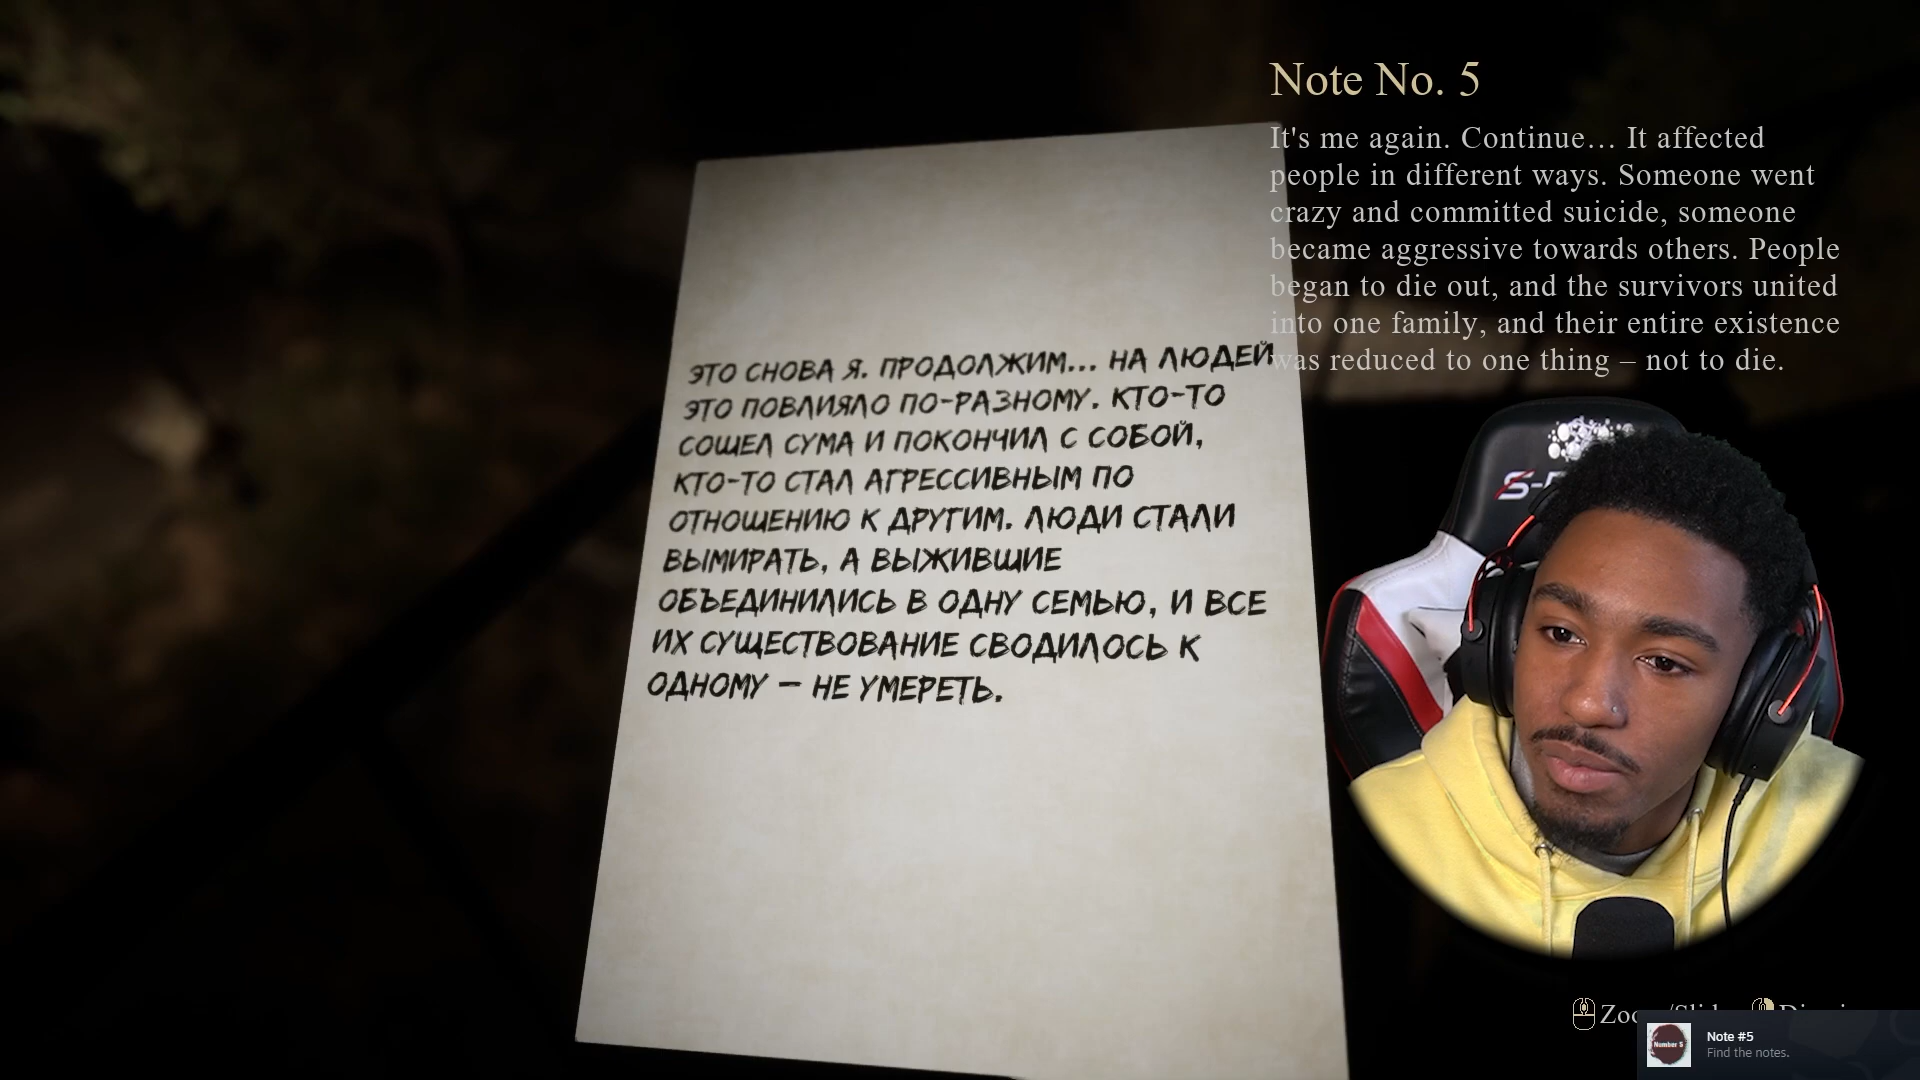 Note No. 5
It's me again. Continue… It affected
people in different ways. Someone went
crazy and committed suicide, someone
became aggressive towards others. People
began to die out, and the survivors united
into one family, and their entire existence
was reduced to one thing – not to die.
ЭТО СНОВА Я. ПРОДОЛЖИМ... НА ЛЮДЕЙ
ЭТО ПОВЛИЯЛО ПО-РАЗНОМУ. КТО-ТО
СОШЕЛ СУМА И ПОКОНЧИЛ С СОБОЙ,
КТО-ТО СТАЛ АГРЕССИВНЫМ ПО
ОТНОШЕНИЮ К ДРУГИМ. ЛЮДИ СТАЛИ
ВЫМИРАТЬ, А ВЫЖИВШИЕ
ОБЪЕДИНИЛИСЬ В ОДНУ СЕМЬЮ, И ВСЕ
ИХ СУЩЕСТВОВАНИЕ СВОДИЛОСЬ К
ОДНОМУ – НЕ УМЕРЕТЬ.
Number 5
Note #5
Find the notes.